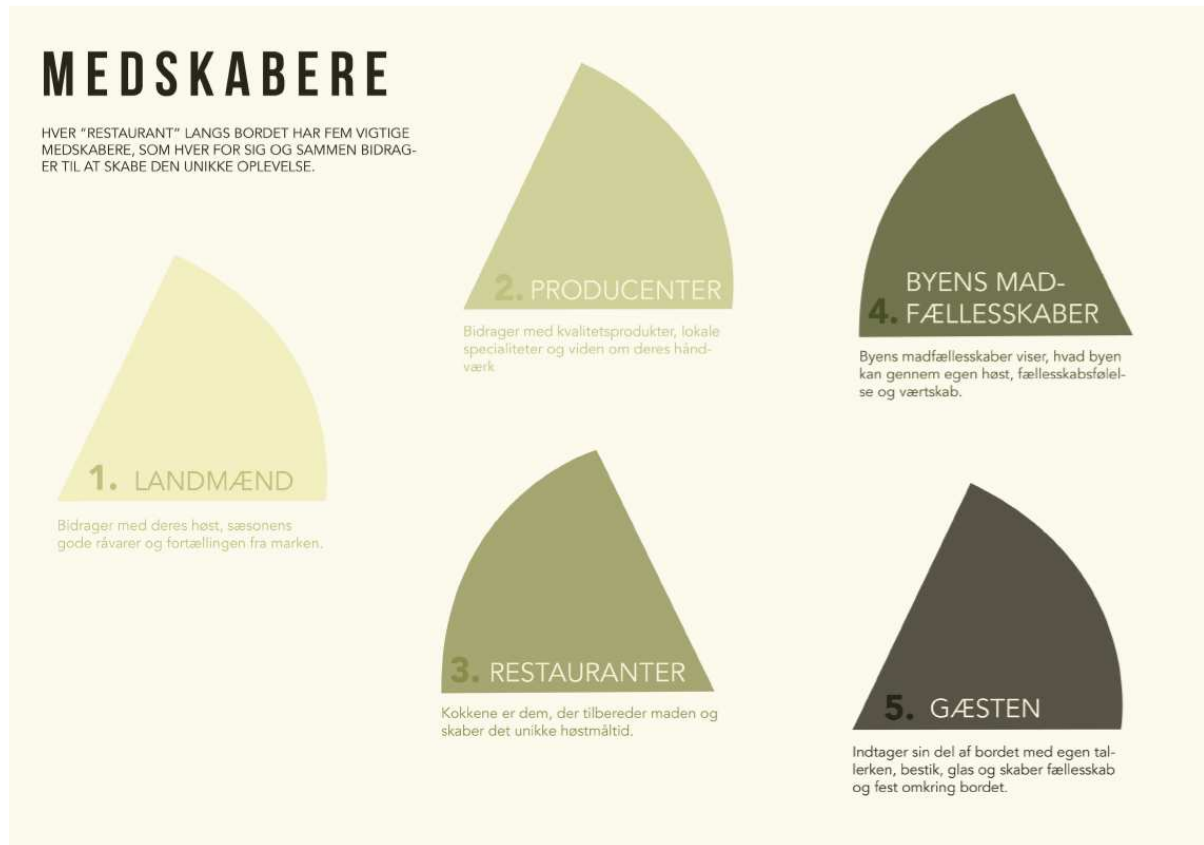 MEDSKABERE
HVER "RESTAURANT" LANGS BORDET HAR FEM VIGTIGE
MEDSKABERE, SOM HVER FOR SIG OG SAMMEN BIDRAG-
ER TIL AT SKABE DEN UNIKKE OPLEVELSE.
1. LANDMÆND
Bidrager med deres høst, sæsonens
gode råvarer og fortællingen fra marken.
2. PRODUCENTER
Bidrager med kvalitetsprodukter, lokale
specialiteter og viden om deres hånd-
værk
3. RESTAURANTER
Kokkene er dem, der tilbereder maden og
skaber det unikke høstmåltid.
BYENS MAD-
4. FÆLLESSKABER
Byens madfællesskaber viser, hvad byen
kan gennem egen høst, fællesskabsfølel-
se og værtskab.
5. GÆSTEN
Indtager sin del af bordet med egen tal-
lerken, bestik, glas og skaber fællesskab
og fest omkring bordet.